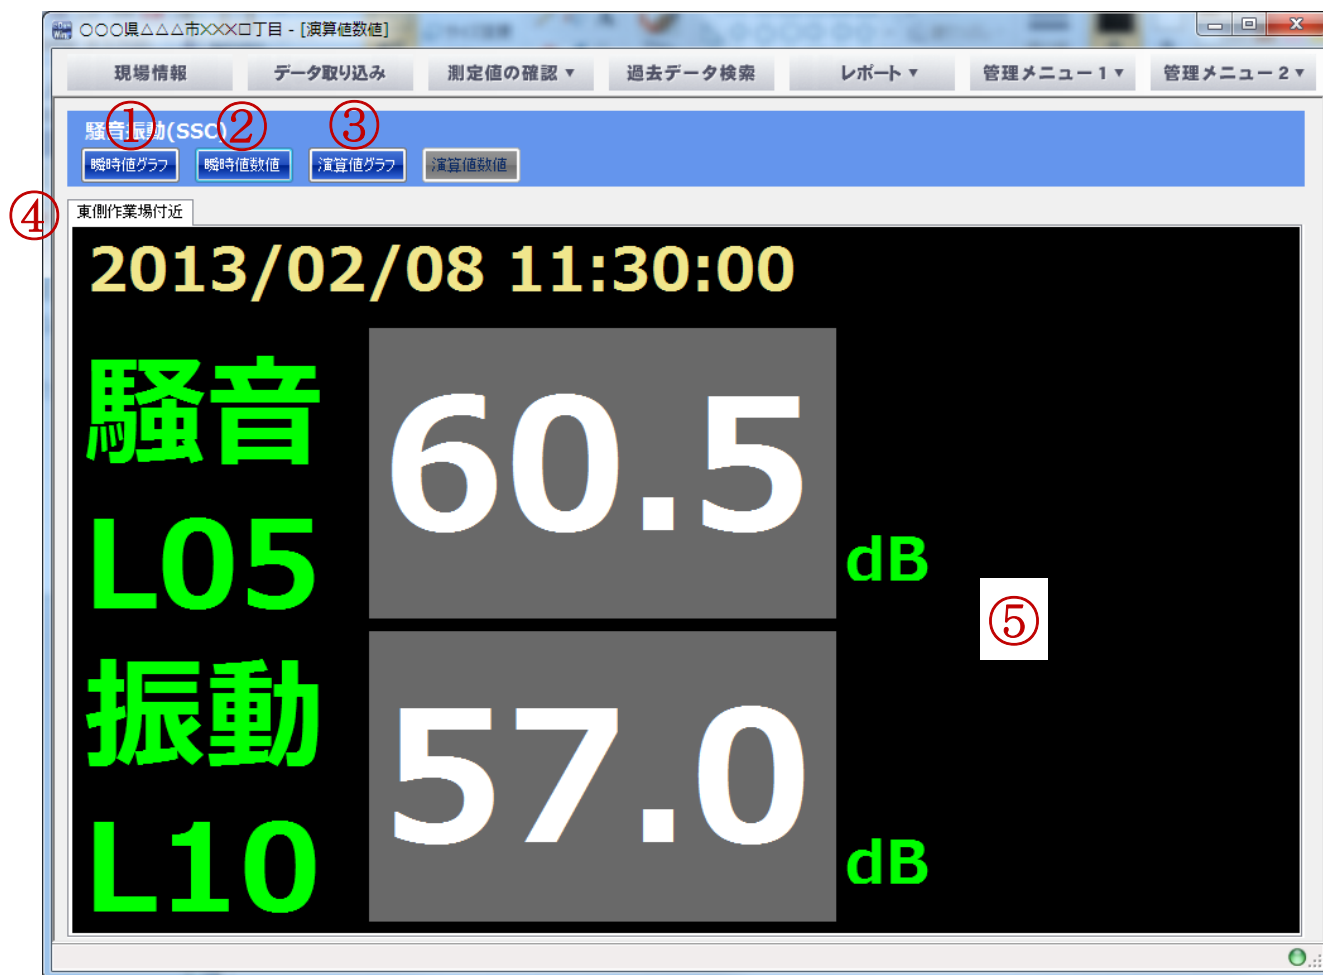 ○○○県△△△市×××ロ丁目 - [演算値数値]
現場情報 データ取り込み 測定値の確認 ▼ 過去データ検索 レポート ▼ 管理メニュー 1 ▼ 管理メニュー 2 ▼
① ② ③
騒音振動(SSC)
瞬時値グラフ 瞬時値数値 演算値グラフ 演算値数値
④ 東側作業場付近
2013/02/08 11:30:00
騒音
L05
60.5 dB
⑤
振動
L10
57.0 dB